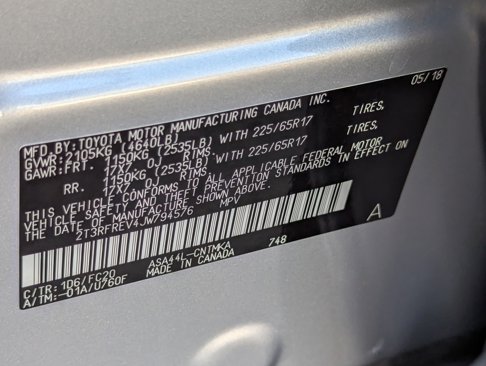 05/18
MFD.BY:TOYOTA MOTOR MANUFACTURING CANADA INC.
GVWR:2105KG (4640LB)
GAWR:FRT. 1150KG (2535LB) WITH 225/65R17 TIRES,
17X7 OJ RIMS
RR. 1150KG (2535LB) WITH 225/65R17 TIRES,
17X7 OJ RIMS
THIS VEHICLE CONFORMS TO ALL APPLICABLE FEDERAL MOTOR
VEHICLE SAFETY AND THEFT PREVENTION STANDARDS IN EFFECT ON
THE DATE OF MANUFACTURE SHOWN ABOVE.
2T3RFREV4JW794576 MPV
A
C/TR:1D6/FC20 ASA44L-CNTMKA 748
A/TM:-01A/U760F MADE IN CANADA